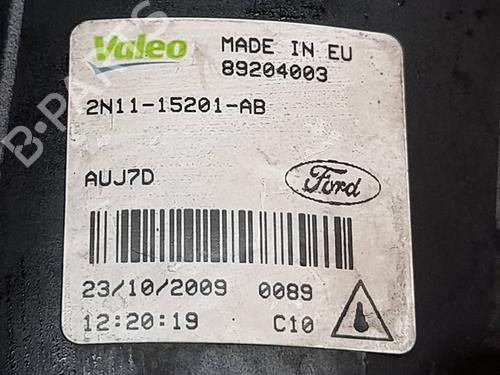 Valeo
MADE IN EU
89204003
2N11-15201-AB
AUJ7D
Ford
23/10/2009 0089
12:20:19 C10
B-PARTS